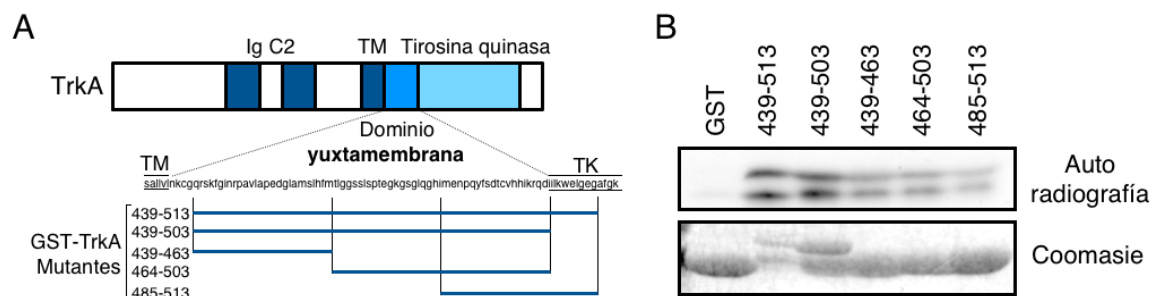 A
Ig C2 TM Tirosina quinasa
TrkA
Dominio
yuxtamembrana
TM TK
sallvlnkcgqrskfginrpavlapedglamslhfmtlggsslsptegkgsglqghimenpqyfsdtcvhhikrqdiilkwelgegafgk
GST-TrkA
Mutantes
439-513
439-503
439-463
464-503
485-513
B
GST
439-513
439-503
439-463
464-503
485-513
Auto
radiografía
Coomasie